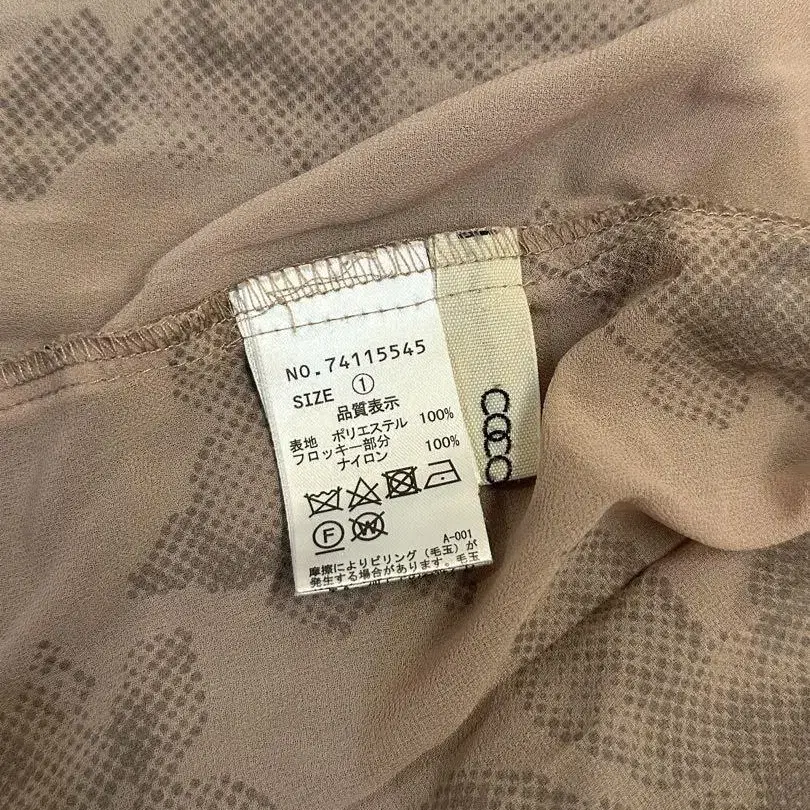 NO.74115545
SIZE ①
品質表示
表地 ポリエステル 100%
フロッキー部分
ナイロン 100%
F
W
A-001
摩擦によりピリング(毛玉)が
発生する場合があります。毛玉
COCO